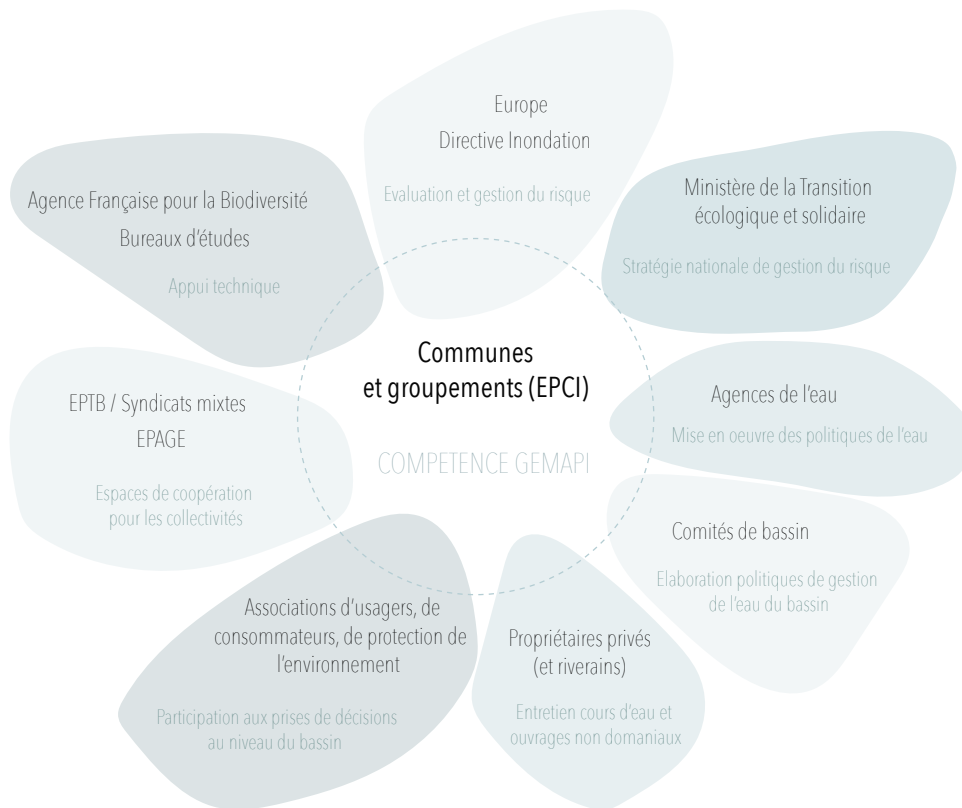 Europe
Directive Inondation
Evaluation et gestion du risque
Ministère de la Transition
écologique et solidaire
Stratégie nationale de gestion du risque
Agence Française pour la Biodiversité
Bureaux d'études
Appui technique
Communes
et groupements (EPCI)
COMPETENCE GEMAPI
Agences de l'eau
Mise en oeuvre des politiques de l'eau
EPTB / Syndicats mixtes
EPAGE
Espaces de coopération
pour les collectivités
Comités de bassin
Elaboration politiques de gestion
de l'eau du bassin
Associations d'usagers, de
consommateurs, de protection de
l'environnement
Participation aux prises de décisions
au niveau du bassin
Propriétaires privés
(et riverains)
Entretien cours d'eau et
ouvrages non domaniaux